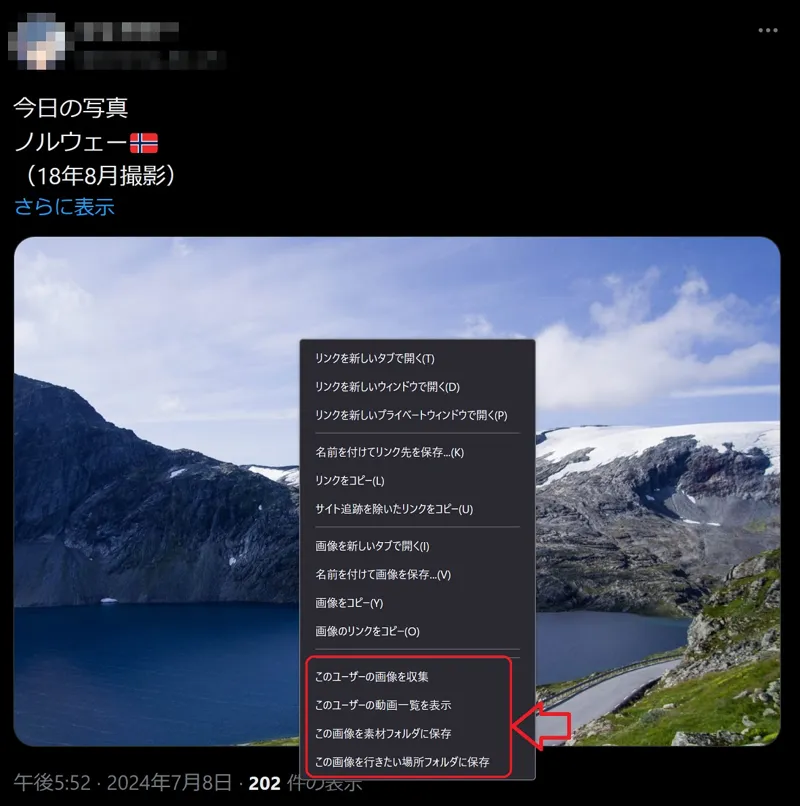 今日の写真
ノルウェー🇳🇴
（18年8月撮影）
さらに表示
リンクを新しいタブで開く(T)
リンクを新しいウィンドウで開く(D)
リンクを新しいプライベートウィンドウで開く(P)
名前を付けてリンク先を保存...(K)
リンクをコピー(L)
サイト追跡を除いたリンクをコピー(U)
画像を新しいタブで開く(I)
名前を付けて画像を保存...(V)
画像をコピー(Y)
画像のリンクをコピー(O)
このユーザーの画像を収集
このユーザーの動画一覧を表示
この画像を素材フォルダに保存
この画像を行きたい場所フォルダに保存
午後5:52 · 2024年7月8日 · 202 件の表示